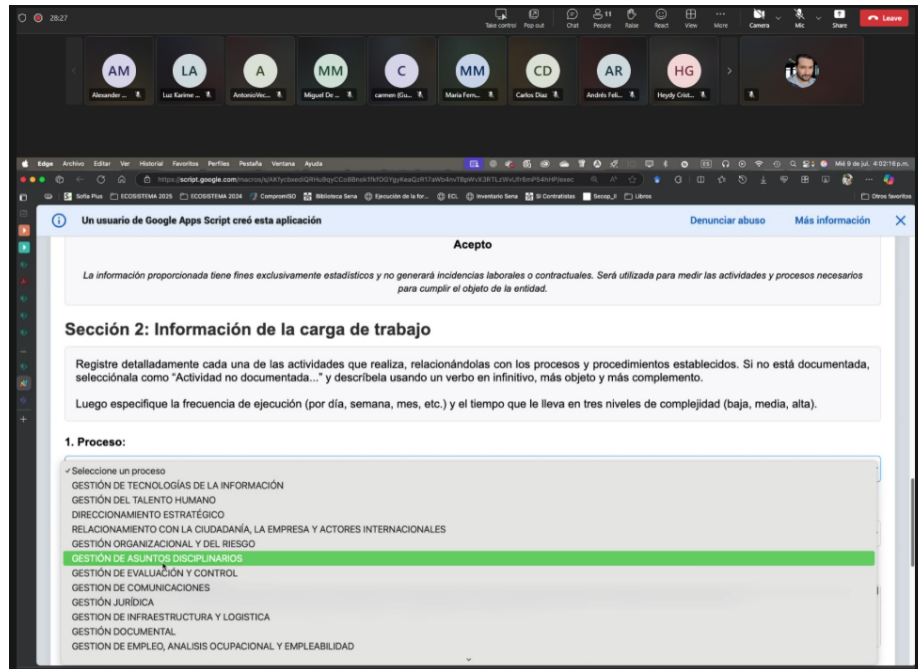 28:27
Take control Pop out Chat People Raise React View More Camera Mic Share Leave
11
AM LA A MM C MM CD AR HG
Alexander ... Luz Karime ... AntonioVec... Miguel De ... carmen (Gu... Maria Fern... Carlos Diaz Andrés Feli... Heydy Crist...
Edge Archivo Editar Ver Historial Favoritos Perfiles Pestaña Ventana Ayuda
Mié 9 de jul. 4:02:16 p.m.
Sofia Plus ECOSISTEMA 2025 ECOSISTEMA 2024 CompromISO Biblioteca Sena Ejecución de la for... ECL Inventario Sena SI Contratistas Secop_II Libros Otros favoritos
Un usuario de Google Apps Script creó esta aplicación Denunciar abuso Más información
Acepto
La información proporcionada tiene fines exclusivamente estadísticos y no generará incidencias laborales o contractuales. Será utilizada para medir las actividades y procesos necesarios
para cumplir el objeto de la entidad.
Sección 2: Información de la carga de trabajo
Registre detalladamente cada una de las actividades que realiza, relacionándolas con los procesos y procedimientos establecidos. Si no está documentada,
selecciónala como “Actividad no documentada...” y descríbela usando un verbo en infinitivo, más objeto y más complemento.
Luego especifique la frecuencia de ejecución (por día, semana, mes, etc.) y el tiempo que le lleva en tres niveles de complejidad (baja, media, alta).
1. Proceso:
Seleccione un proceso
GESTIÓN DE TECNOLOGÍAS DE LA INFORMACIÓN
GESTIÓN DEL TALENTO HUMANO
DIRECCIONAMIENTO ESTRATÉGICO
RELACIONAMIENTO CON LA CIUDADANÍA, LA EMPRESA Y ACTORES INTERNACIONALES
GESTIÓN ORGANIZACIONAL Y DEL RIESGO
GESTIÓN DE ASUNTOS DISCIPLINARIOS
GESTIÓN DE EVALUACIÓN Y CONTROL
GESTION DE COMUNICACIONES
GESTIÓN JURÍDICA
GESTION DE INFRAESTRUCTURA Y LOGISTICA
GESTIÓN DOCUMENTAL
GESTION DE EMPLEO, ANALISIS OCUPACIONAL Y EMPLEABILIDAD